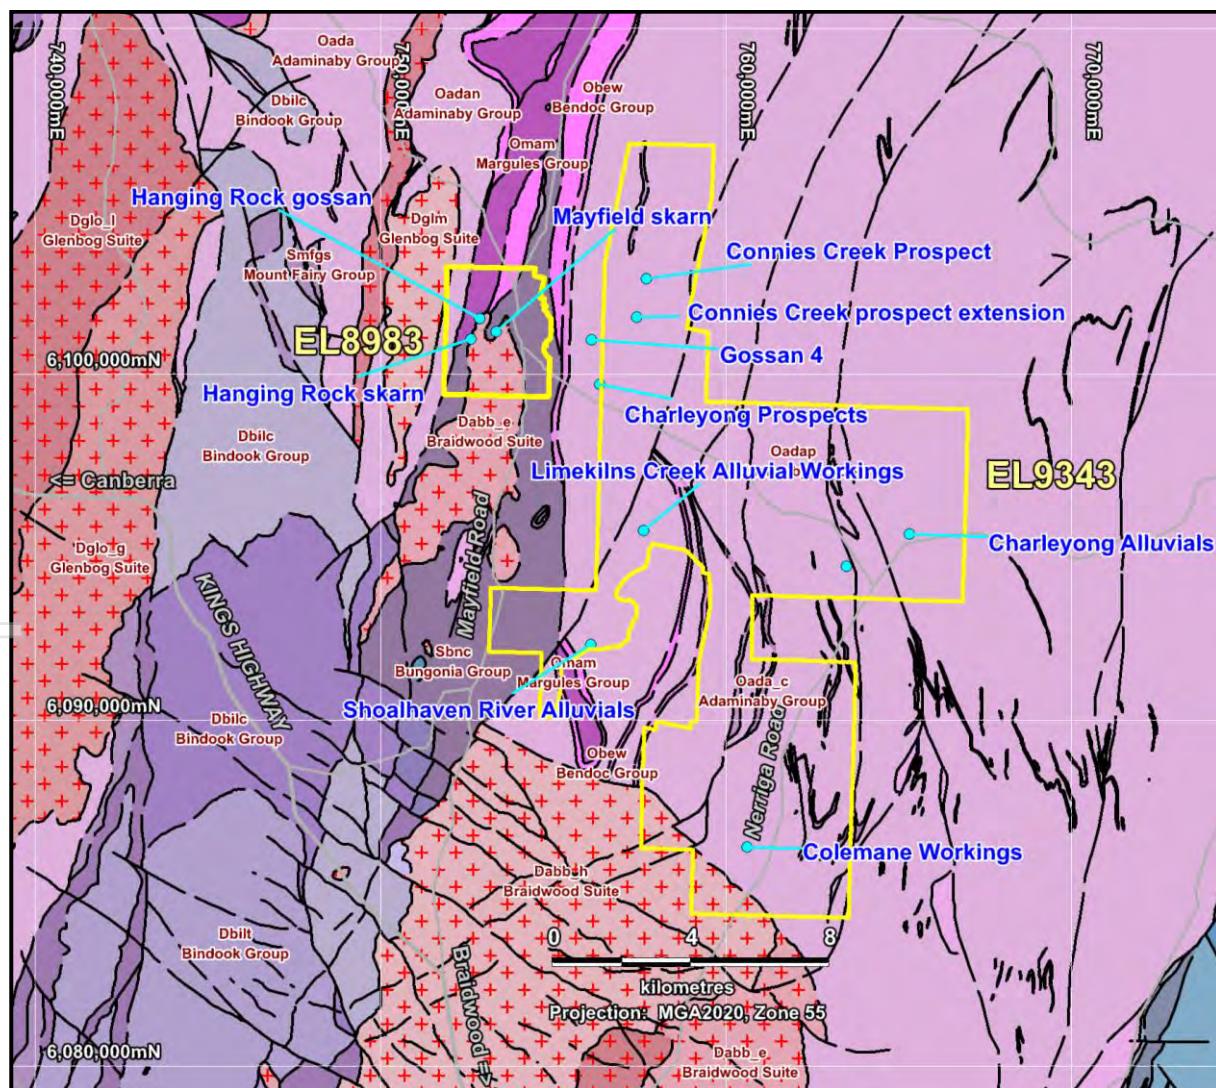 740,000mE
750,000mE
760,000mE
770,000mE
Oada
Adaminaby Group
Dbilc
Bindook Group
Oadan
Adaminaby Group
Obew
Bendoc Group
Omam
Margules Group
Hanging Rock gossan
Mayfield skarn
Dglo_l
Glenbog Suite
Dglm
Glenbog Suite
Smfgs
Mount Fairy Group
Connies Creek Prospect
Connies Creek prospect extension
EL8983
6,100,000mN
Gossan 4
Hanging Rock skarn
Charleyong Prospects
Dabb_e
Braidwood Suite
Dbilc
Bindook Group
Oadap
Limekilns Creek Alluvial Workings
EL9343
<= Canberra
Charleyong Alluvials
Dglo_g
Glenbog Suite
Mayfield Road
KINGS HIGHWAY
Sbnc
Bungonia Group
Omam
Margules Group
Oada_c
Adaminaby Group
6,090,000mN
Shoalhaven River Alluvials
Dbilc
Bindook Group
Obew
Bendoc Group
Nerriga Road
Colemane Workings
Dabb_h
Braidwood Suite
Dbilt
Bindook Group
0 4 8
kilometres
Projection: MGA2020, Zone 55
Braidwood =>
6,080,000mN
Dabb_e
Braidwood Suite